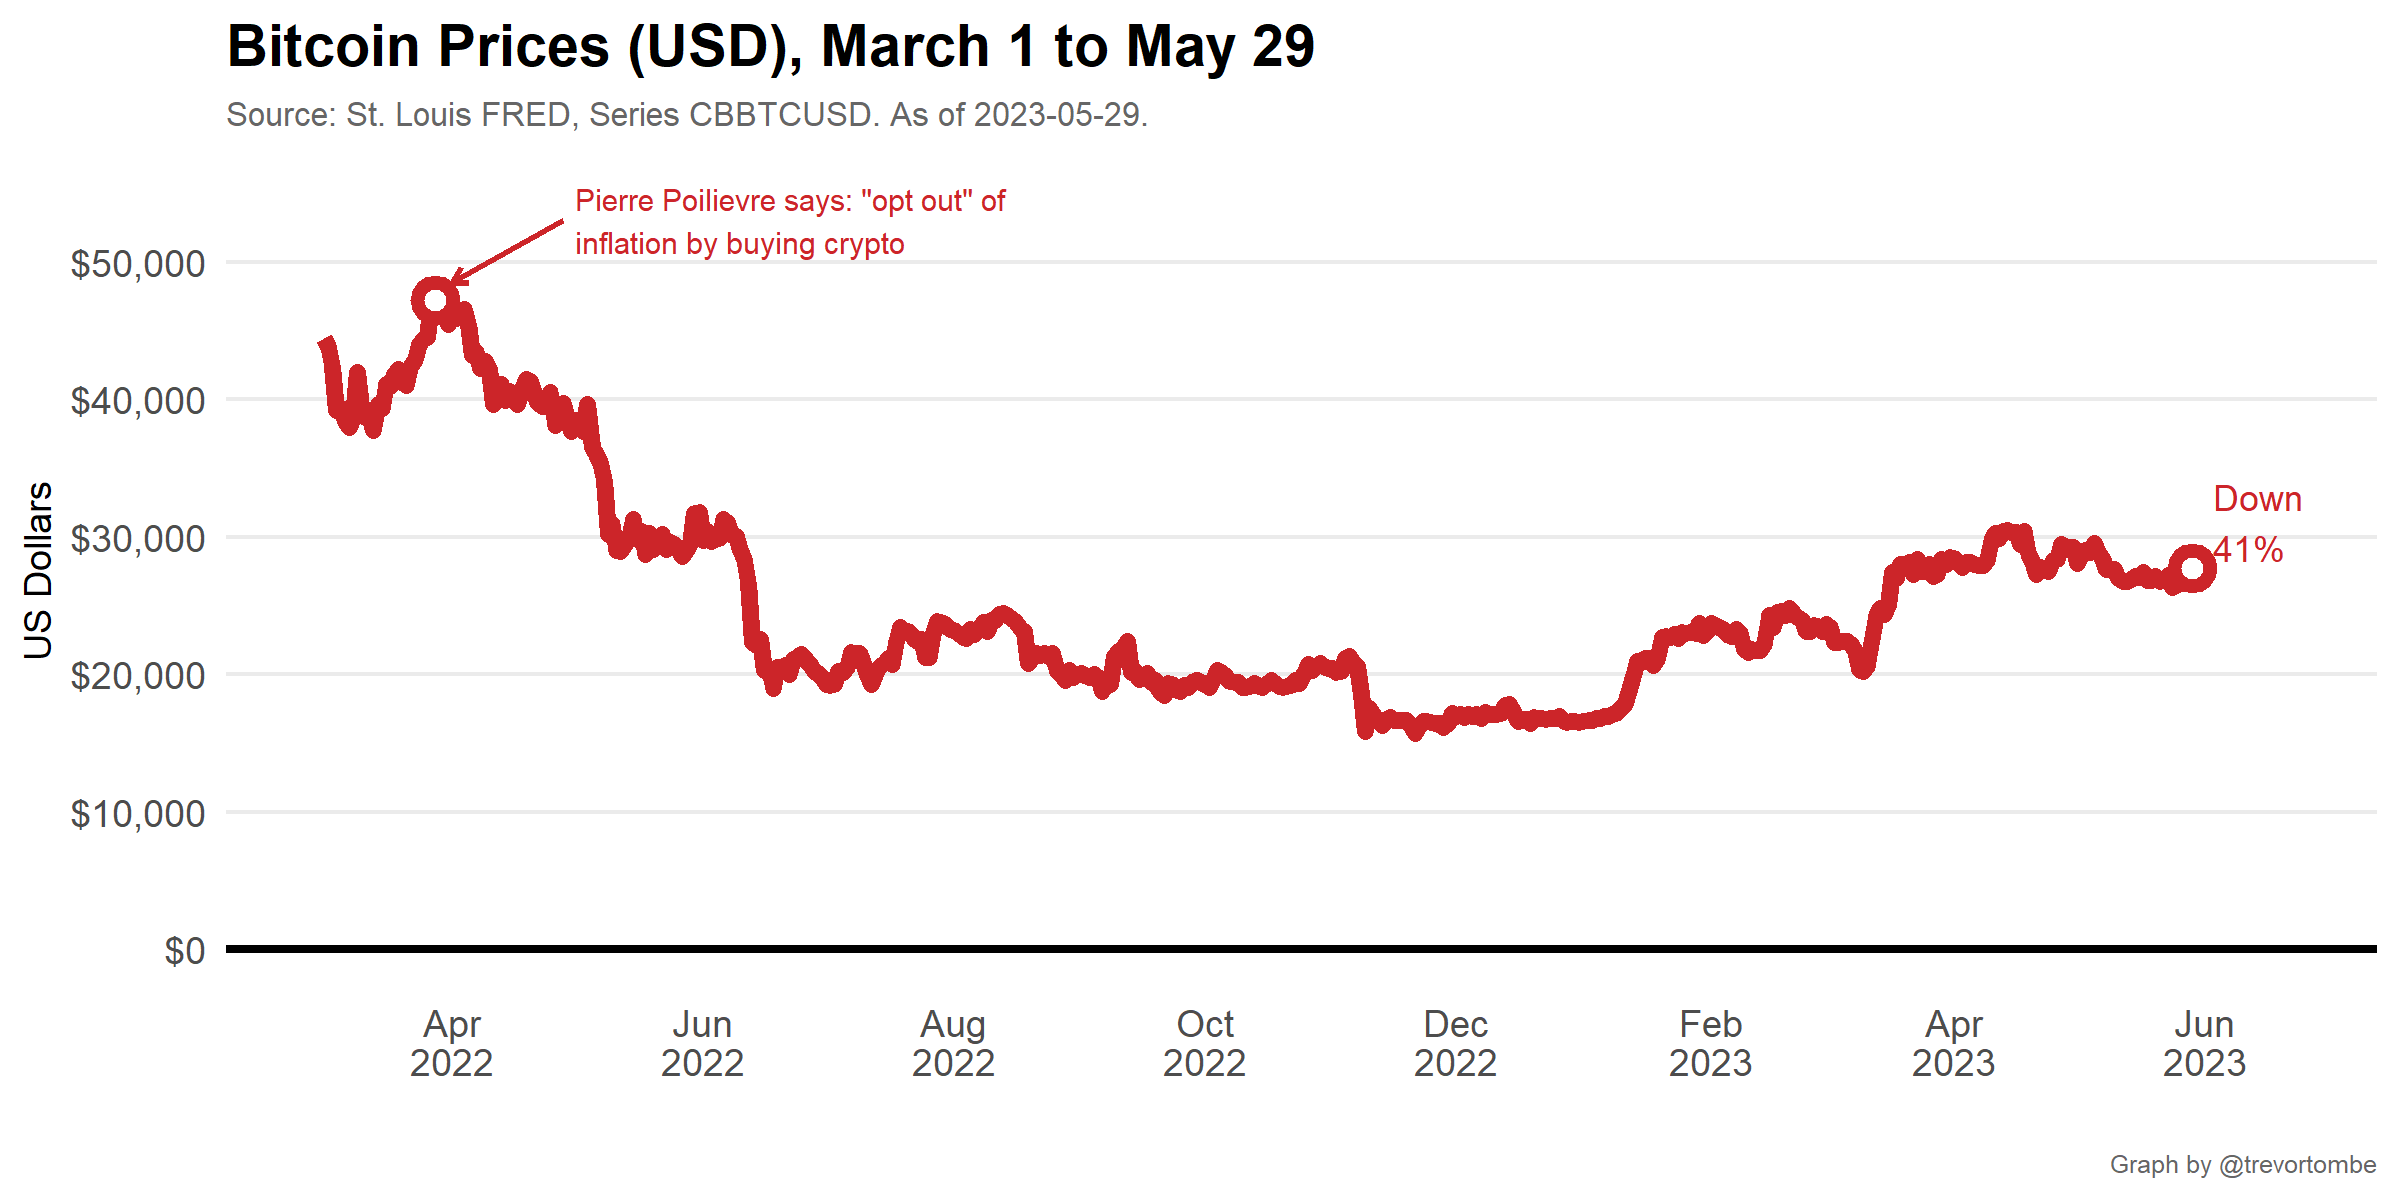 Bitcoin Prices (USD), March 1 to May 29
Source: St. Louis FRED, Series CBBTCUSD. As of 2023-05-29.
Pierre Poilievre says: "opt out" of
inflation by buying crypto
$50,000
$40,000
$30,000
$20,000
$10,000
$0
US Dollars
Down
41%
Apr
2022
Jun
2022
Aug
2022
Oct
2022
Dec
2022
Feb
2023
Apr
2023
Jun
2023
Graph by @trevortombe